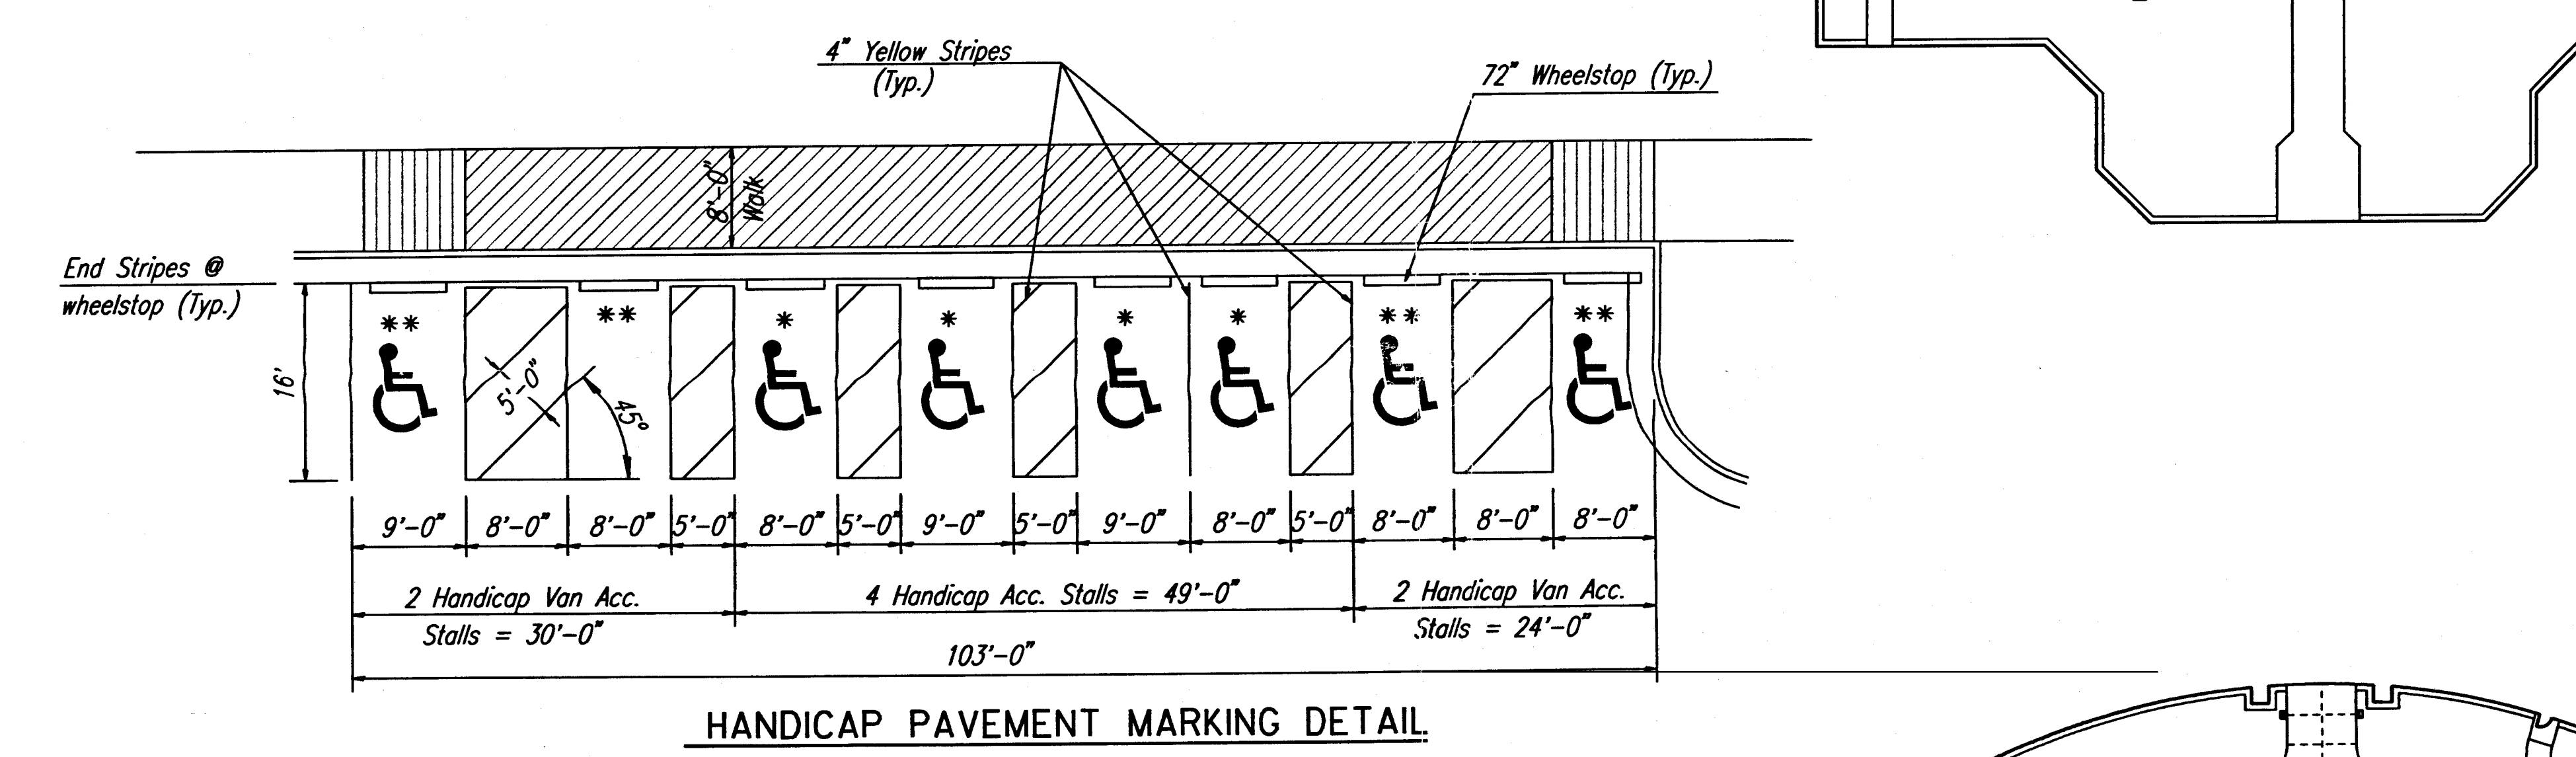 4" Yellow Stripes
(Typ.)
72" Wheelstop (Typ.)
8'-0"
Walk
End Stripes @
wheelstop (Typ.)
** ** * * * * ** **
16'
5'-0"
45°
9'-0" 8'-0" 8'-0" 5'-0" 8'-0" 5'-0" 9'-0" 5'-0" 9'-0" 8'-0" 5'-0" 8'-0" 8'-0" 8'-0"
2 Handicap Van Acc.
Stalls = 30'-0"
4 Handicap Acc. Stalls = 49'-0"
2 Handicap Van Acc.
Stalls = 24'-0"
103'-0"
HANDICAP PAVEMENT MARKING DETAIL